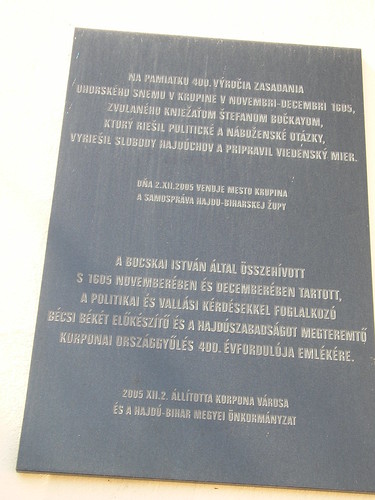 NA PAMIATKU 400. VÝROČIA ZASADANIA
UHORSKÉHO SNEMU V KRUPINE V NOVEMBRI-DECEMBRI 1605,
ZVOLANÉHO KNIEŽAŤOM ŠTEFANOM BOČKAYOM,
KTORÝ RIEŠIL POLITICKÉ A NÁBOŽENSKÉ OTÁZKY,
VYRIEŠIL SLOBODY HAJDÚCHOV A PRIPRAVIL VIEDENSKÝ MIER.
DŇA 2.XII.2005 VENUJE MESTO KRUPINA
A SAMOSPRÁVA HAJDU-BIHARSKEJ ŽUPY
A BOCSKAI ISTVÁN ÁLTAL ÖSSZEHÍVOTT
S 1605 NOVEMBERÉBEN ÉS DECEMBERÉBEN TARTOTT,
A POLITIKAI ÉS VALLÁSI KÉRDÉSEKKEL FOGLALKOZÓ
BÉCSI BÉKÉT ELŐKÉSZÍTŐ ÉS A HAJDÚSZABADSÁGOT MEGTEREMTŐ
KORPONAI ORSZÁGGYŰLÉS 400. ÉVFORDULÓJA EMLÉKÉRE.
2005 XII.2. ÁLLÍTOTTA KORPONA VÁROSA
ÉS A HAJDÚ-BIHAR MEGYEI ÖNKORMÁNYZAT